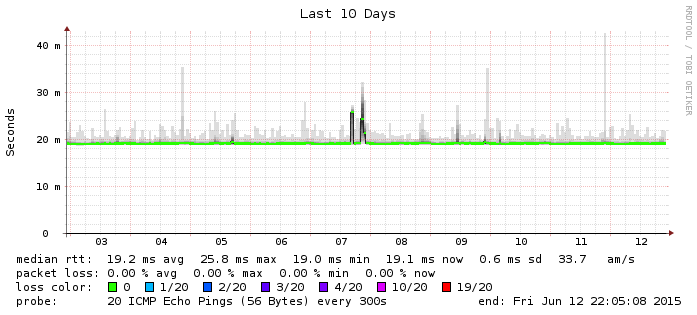 Last 10 Days
RRDTOOL / TOBI OETIKER
Seconds
40 m
30 m
20 m
10 m
0
03 04 05 06 07 08 09 10 11 12
median rtt: 19.2 ms avg 25.8 ms max 19.0 ms min 19.1 ms now 0.6 ms sd 33.7 am/s
packet loss: 0.00 % avg 0.00 % max 0.00 % min 0.00 % now
loss color: 0 1/20 2/20 3/20 4/20 10/20 19/20
probe: 20 ICMP Echo Pings (56 Bytes) every 300s end: Fri Jun 12 22:05:08 2015